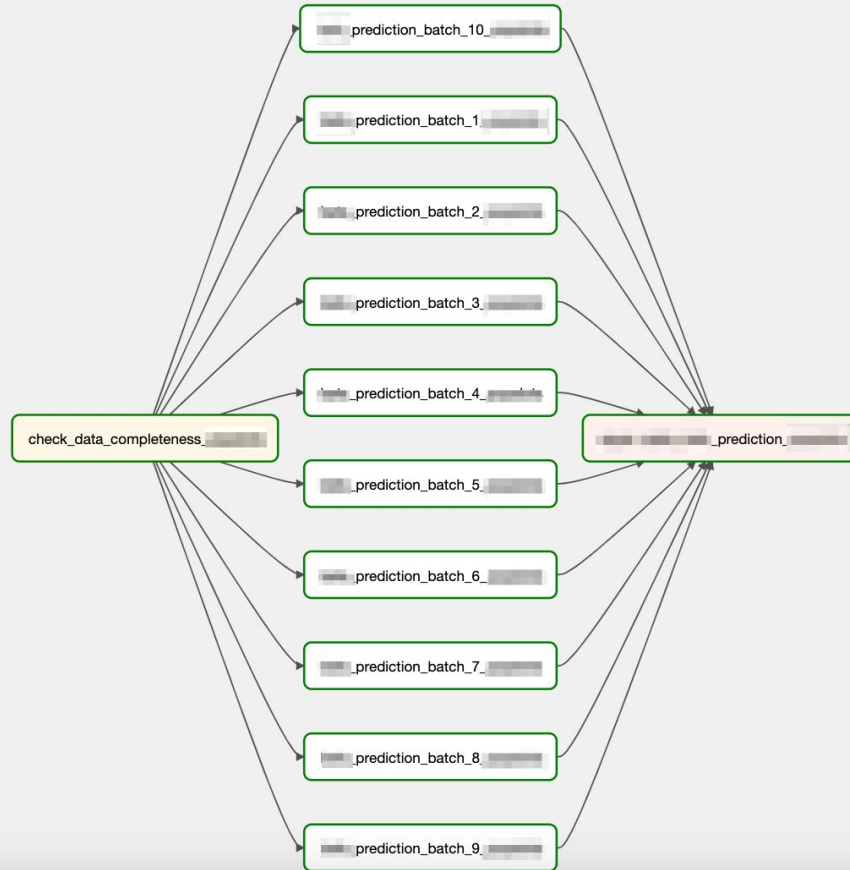 _prediction_batch_10_
_prediction_batch_1_
_prediction_batch_2_
_prediction_batch_3_
_prediction_batch_4_
check_data_completeness_
_prediction_
_prediction_batch_5_
_prediction_batch_6_
_prediction_batch_7_
_prediction_batch_8_
_prediction_batch_9_